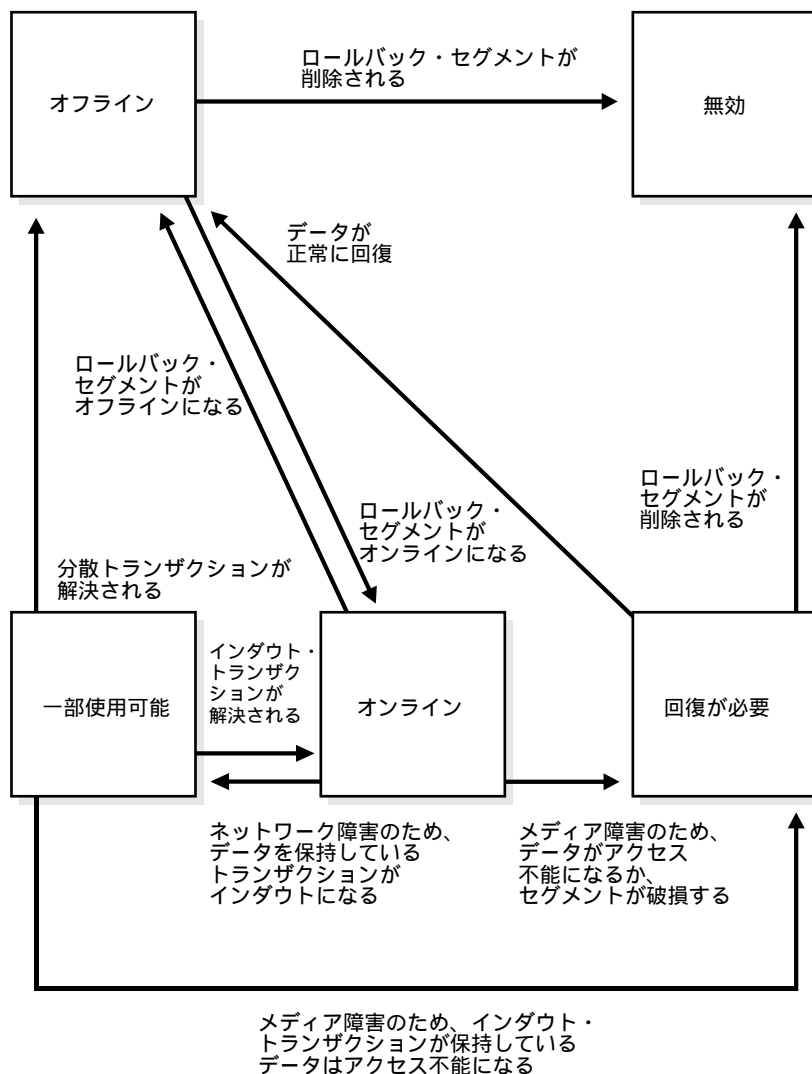 ロールバック・セグメントが
削除される
オフライン
無効
データが
正常に回復
ロールバック・
セグメントが
オフラインになる
ロールバック・
セグメントが
削除される
ロールバック・
セグメントが
オンラインになる
分散トランザクションが
解決される
インダウト・
トランザク
ションが
解決される
一部使用可能
オンライン
回復が必要
ネットワーク障害のため、
データを保持している
トランザクションが
インダウトになる
メディア障害のため、
データがアクセス
不能になるか、
セグメントが破損する
メディア障害のため、インダウト・
トランザクションが保持している
データはアクセス不能になる